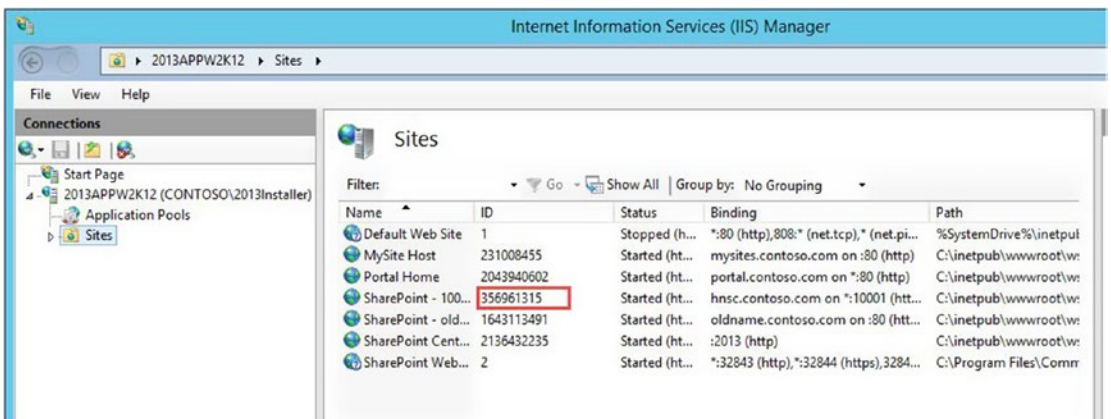 Internet Information Services (IIS) Manager
2013APPW2K12 Sites
File View Help
Connections
Start Page
2013APPW2K12 (CONTOSO\2013Installer)
Application Pools
Sites
Sites
Filter: Go Show All Group by: No Grouping
Name ID Status Binding Path
Default Web Site 1 Stopped (h... *:80 (http),808:* (net.tcp),* (net.pi... %SystemDrive%\inetpul
MySite Host 231008455 Started (ht... mysites.contoso.com on :80 (http) C:\inetpub\wwwroot\w:
Portal Home 2043940602 Started (ht... portal.contoso.com on *:80 (http) C:\inetpub\wwwroot\w:
SharePoint - 100... 356961315 Started (ht... hnsc.contoso.com on *:10001 (htt... C:\inetpub\wwwroot\w:
SharePoint - old... 1643113491 Started (ht... oldname.contoso.com on :80 (htt... C:\inetpub\wwwroot\w:
SharePoint Cent... 2136432235 Started (ht... :2013 (http) C:\inetpub\wwwroot\w:
SharePoint Web... 2 Started (ht... *:32843 (http),*:32844 (https),3284... C:\Program Files\Comm